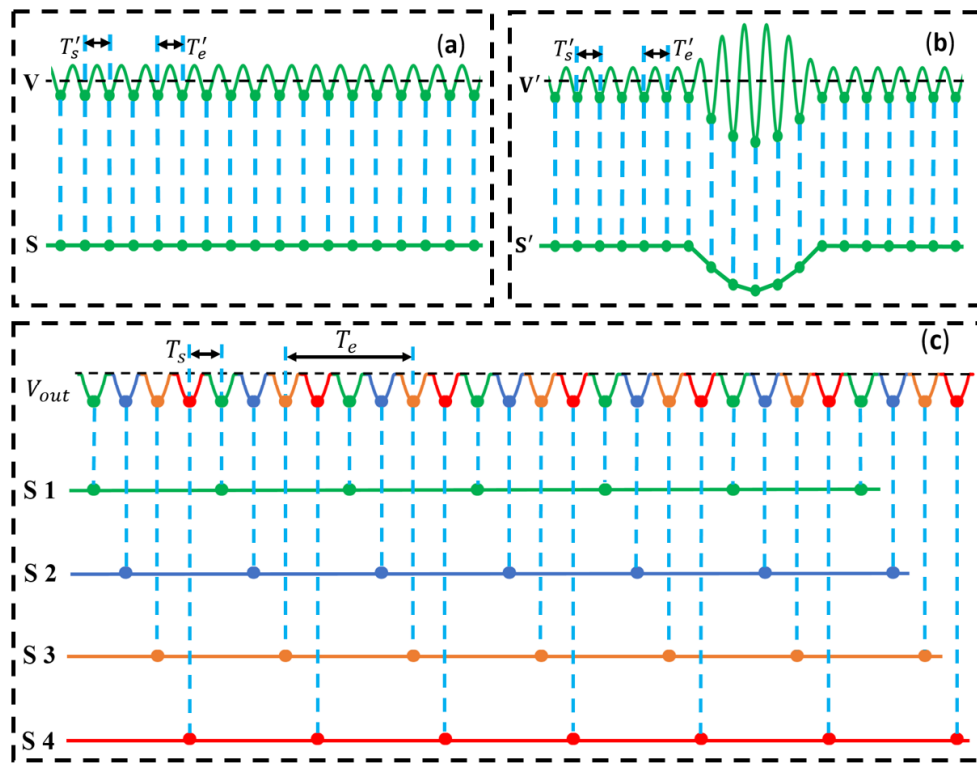 T′s T′e (a)
V
S
T′s T′e (b)
V′
S′
(c)
Ts Te
Vout
S 1
S 2
S 3
S 4